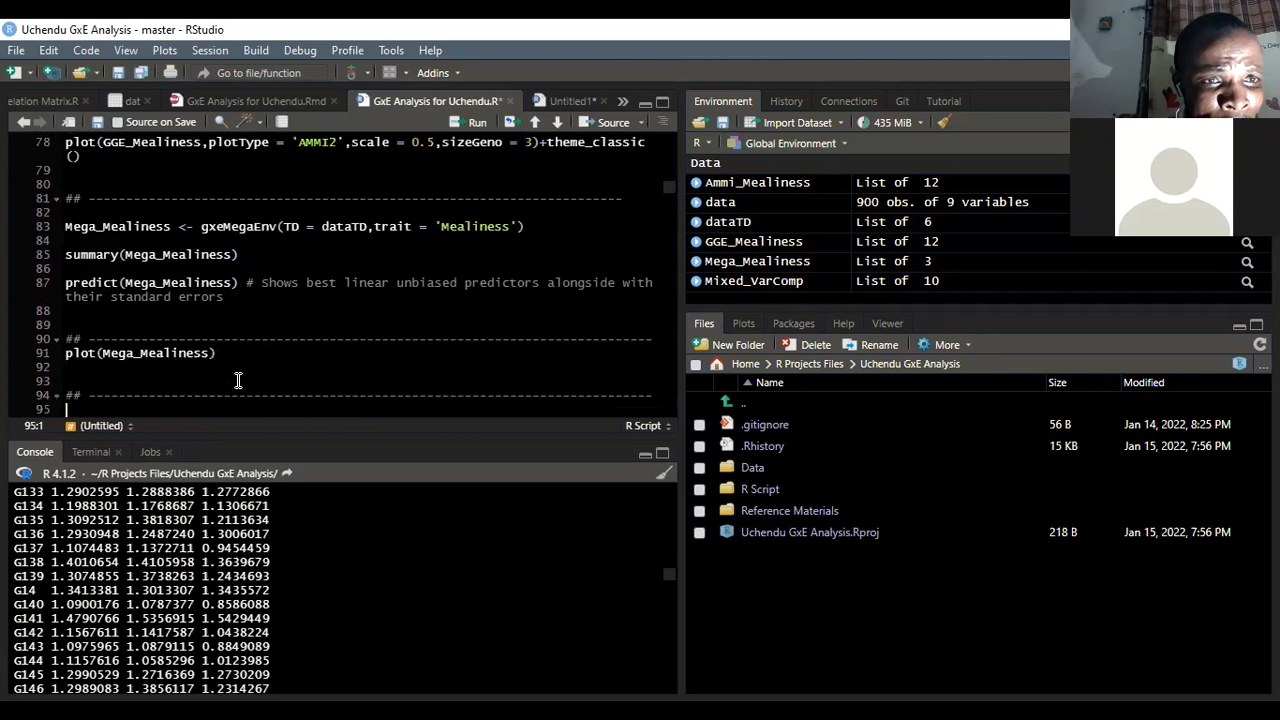 Uchendu GxE Analysis - master - RStudio
File Edit Code View Plots Session Build Debug Profile Tools Help
Go to file/function Addins
elation Matrix.R dat GxE Analysis for Uchendu.Rmd GxE Analysis for Uchendu.R* Untitled1*
Source on Save Run Source
78 plot(GGE_Mealiness,plotType = 'AMMI2',scale = 0.5,sizeGeno = 3)+theme_classic
()
79
80
81 ## -------------------------------------------------------------------
82
83 Mega_Mealiness <- gxeMegaEnv(TD = dataTD,trait = 'Mealiness')
84
85 summary(Mega_Mealiness)
86
87 predict(Mega_Mealiness) # Shows best linear unbiased predictors alongside with
their standard errors
88
89
90 ## -----------------------------------------------------------------------
91 plot(Mega_Mealiness)
92
93
94 ## -----------------------------------------------------------------------
95
95:1 # (Untitled) R Script
Console Terminal Jobs
R 4.1.2 · ~/R Projects Files/Uchendu GxE Analysis/
G133 1.2902595 1.2888386 1.2772866
G134 1.1988301 1.1768687 1.1306671
G135 1.3092512 1.3818307 1.2113634
G136 1.2930948 1.2487240 1.3006017
G137 1.1074483 1.1372711 0.9454459
G138 1.4010654 1.4105958 1.3639679
G139 1.3074855 1.3738263 1.2434693
G14 1.3413381 1.3013307 1.3435572
G140 1.0900176 1.0787377 0.8586088
G141 1.4790766 1.5356915 1.5429449
G142 1.1567611 1.1417587 1.0438224
G143 1.0975965 1.0879115 0.8849089
G144 1.1157616 1.0585296 1.0123985
G145 1.2990529 1.2716369 1.2730209
G146 1.2989083 1.3856117 1.2314267
Environment History Connections Git Tutorial
Import Dataset 435 MiB
R Global Environment
Data
Ammi_Mealiness List of 12
data 900 obs. of 9 variables
dataTD List of 6
GGE_Mealiness List of 12
Mega_Mealiness List of 3
Mixed_VarComp List of 10
Files Plots Packages Help Viewer
New Folder Delete Rename More
Home R Projects Files Uchendu GxE Analysis ...
Name Size Modified
..
.gitignore 56 B Jan 14, 2022, 8:25 PM
.Rhistory 15 KB Jan 15, 2022, 7:56 PM
Data
R Script
Reference Materials
Uchendu GxE Analysis.Rproj 218 B Jan 15, 2022, 7:56 PM